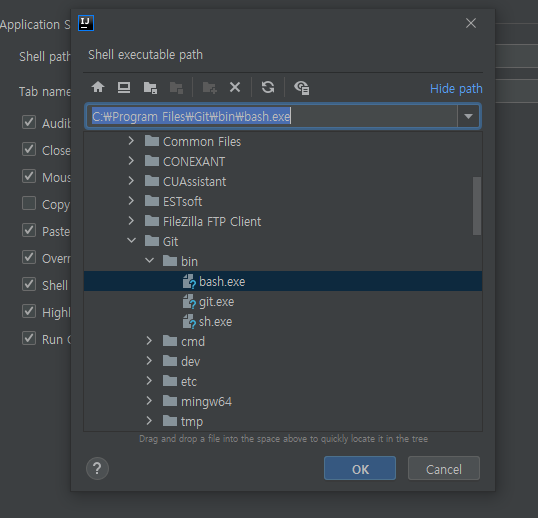 IJ
Application S
Shell executable path
Shell path
Hide path
C:₩Program Files₩Git₩bin₩bash.exe
Tab name
Audib
Close
Mous
Copy
Paste
Overr
Shell
Highl
Run C
Common Files
CONEXANT
CUAssistant
ESTsoft
FileZilla FTP Client
Git
bin
bash.exe
git.exe
sh.exe
cmd
dev
etc
mingw64
tmp
Drag and drop a file into the space above to quickly locate it in the tree
?
OK
Cancel